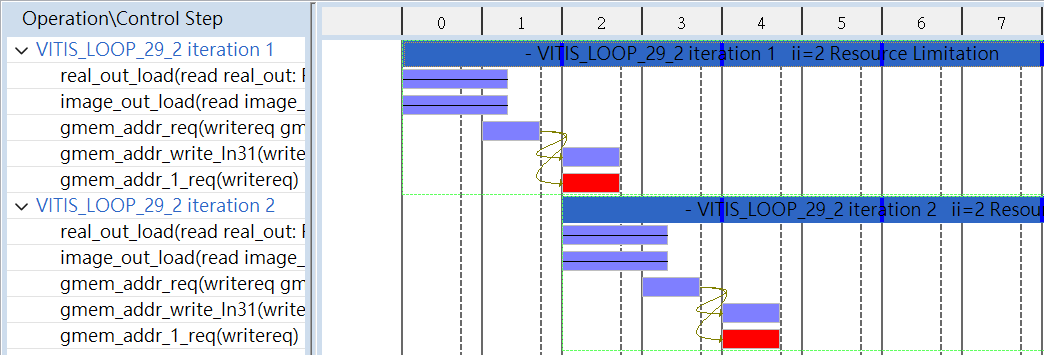 Operation\Control Step
0 1 2 3 4 5 6 7
VITIS_LOOP_29_2 iteration 1
- VITIS_LOOP_29_2 iteration 1 ii=2 Resource Limitation
real_out_load(read real_out:
image_out_load(read image_
gmem_addr_req(writereq gm
gmem_addr_write_ln31(write
gmem_addr_1_req(writereq)
VITIS_LOOP_29_2 iteration 2
- VITIS_LOOP_29_2 iteration 2 ii=2 Resou
real_out_load(read real_out:
image_out_load(read image_
gmem_addr_req(writereq gm
gmem_addr_write_ln31(write
gmem_addr_1_req(writereq)